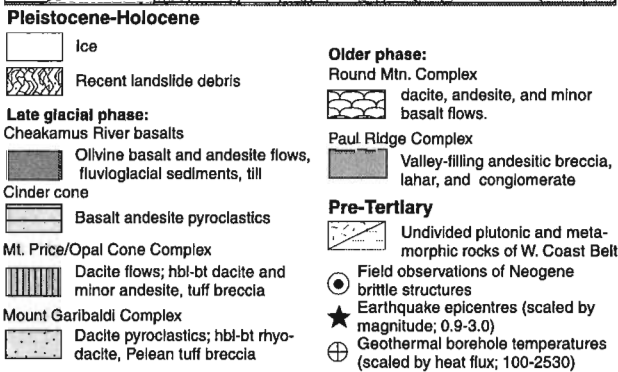 Pleistocene-Holocene
Ice
Recent landslide debris
Late glacial phase:
Cheakamus River basalts
Olivine basalt and andesite flows,
fluvioglacial sediments, till
Cinder cone
Basalt andesite pyroclastics
Mt. Price/Opal Cone Complex
Dacite flows; hbl-bt dacite and
minor andesite, tuff breccia
Mount Garibaldi Complex
Dacite pyroclastics; hbl-bt rhyo-
dacite, Pelean tuff breccia
Older phase:
Round Mtn. Complex
dacite, andesite, and minor
basalt flows.
Paul Ridge Complex
Valley-filling andesitic breccia,
lahar, and conglomerate
Pre-Tertiary
Undivided plutonic and meta-
morphic rocks of W. Coast Belt
Field observations of Neogene
brittle structures
Earthquake epicentres (scaled by
magnitude; 0.9-3.0)
Geothermal borehole temperatures
(scaled by heat flux; 100-2530)